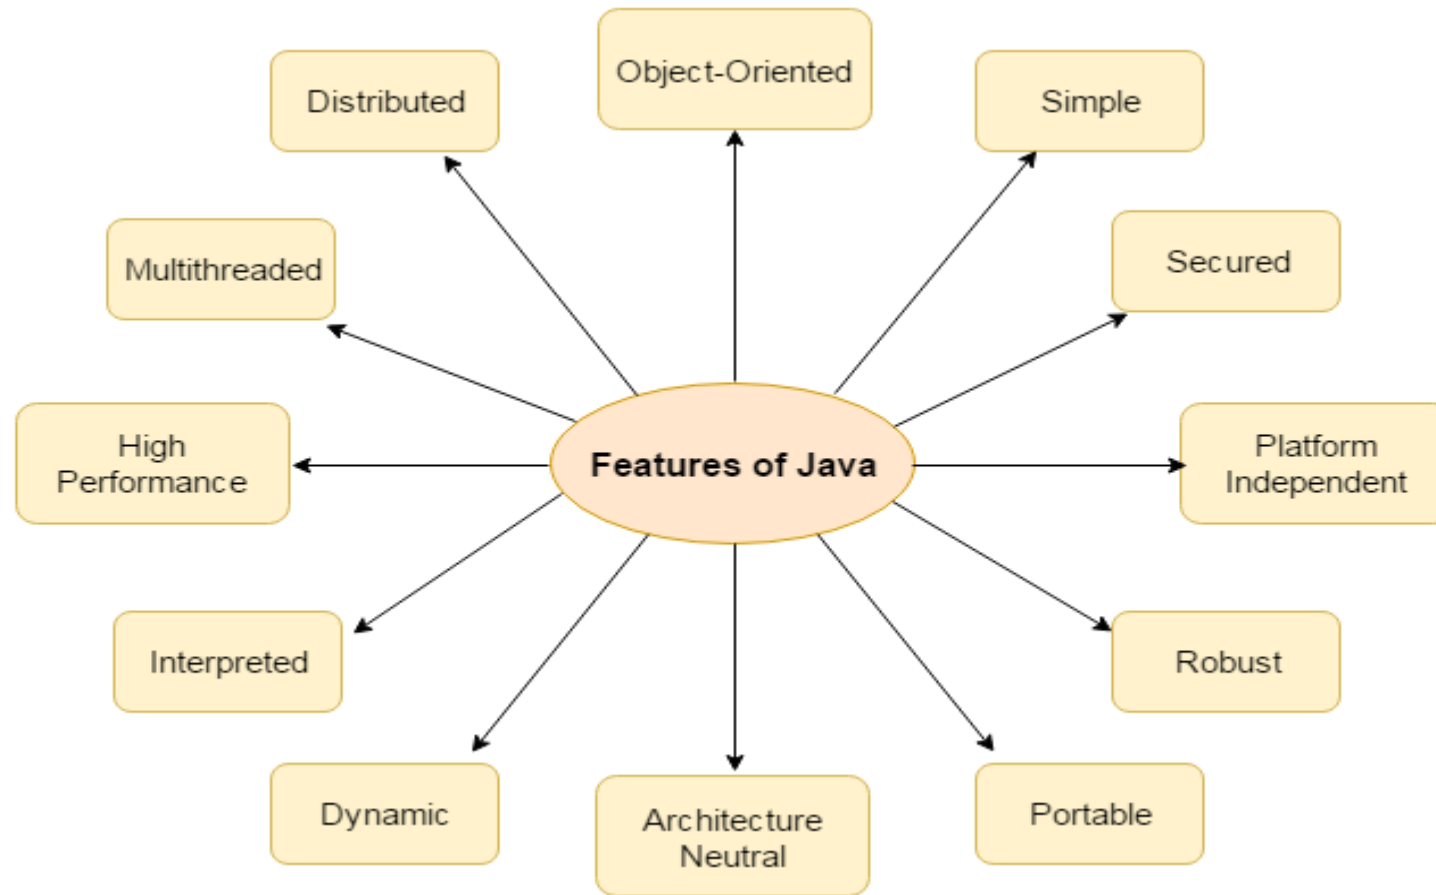 Object-Oriented
Distributed
Simple
Multithreaded
Secured
High
Performance
Features of Java
Platform
Independent
Interpreted
Robust
Dynamic
Architecture
Neutral
Portable